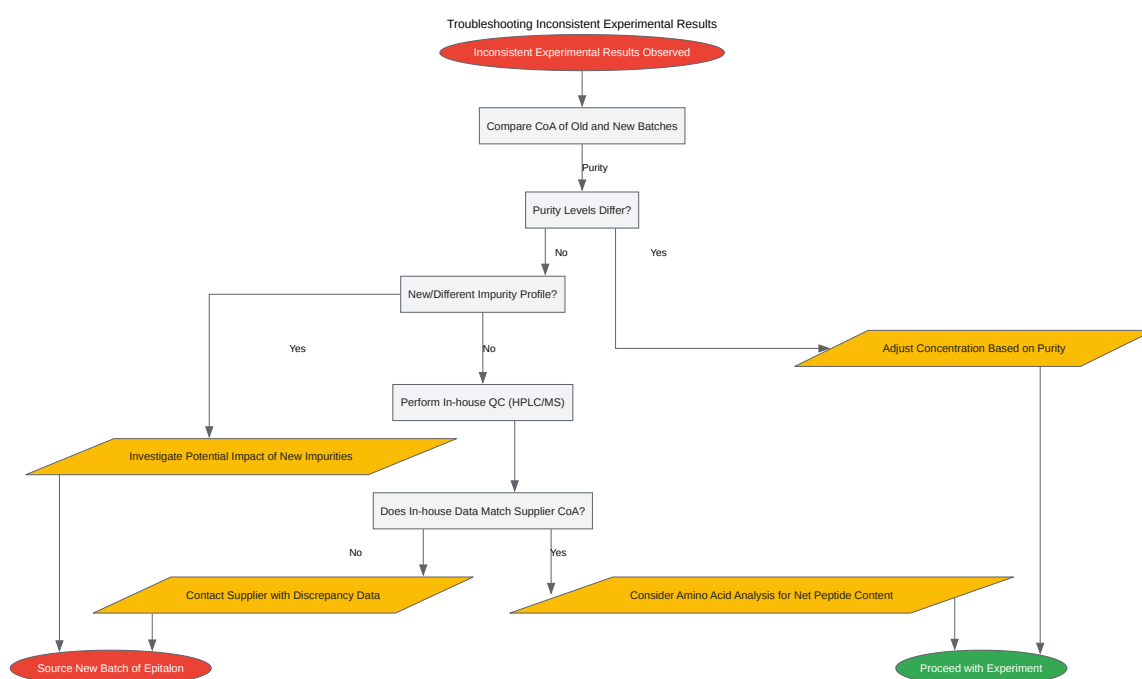 Troubleshooting Inconsistent Experimental Results
Inconsistent Experimental Results Observed
Compare CoA of Old and New Batches
Purity
Purity Levels Differ?
No
Yes
New/Different Impurity Profile?
Yes
No
Adjust Concentration Based on Purity
Perform In-house QC (HPLC/MS)
Investigate Potential Impact of New Impurities
Does In-house Data Match Supplier CoA?
No
Yes
Contact Supplier with Discrepancy Data
Consider Amino Acid Analysis for Net Peptide Content
Source New Batch of Epitalon
Proceed with Experiment